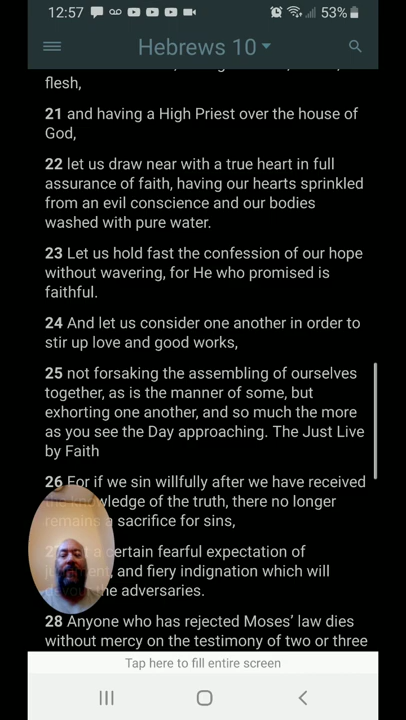 12:57
53%
Hebrews 10
flesh,
21 and having a High Priest over the house of
God,
22 let us draw near with a true heart in full
assurance of faith, having our hearts sprinkled
from an evil conscience and our bodies
washed with pure water.
23 Let us hold fast the confession of our hope
without wavering, for He who promised is
faithful.
24 And let us consider one another in order to
stir up love and good works,
25 not forsaking the assembling of ourselves
together, as is the manner of some, but
exhorting one another, and so much the more
as you see the Day approaching. The Just Live
by Faith
26 For if we sin willfully after we have received
the knowledge of the truth, there no longer
remains a sacrifice for sins,
a certain fearful expectation of
and fiery indignation which will
the adversaries.
28 Anyone who has rejected Moses' law dies
without mercy on the testimony of two or three
Tap here to fill entire screen